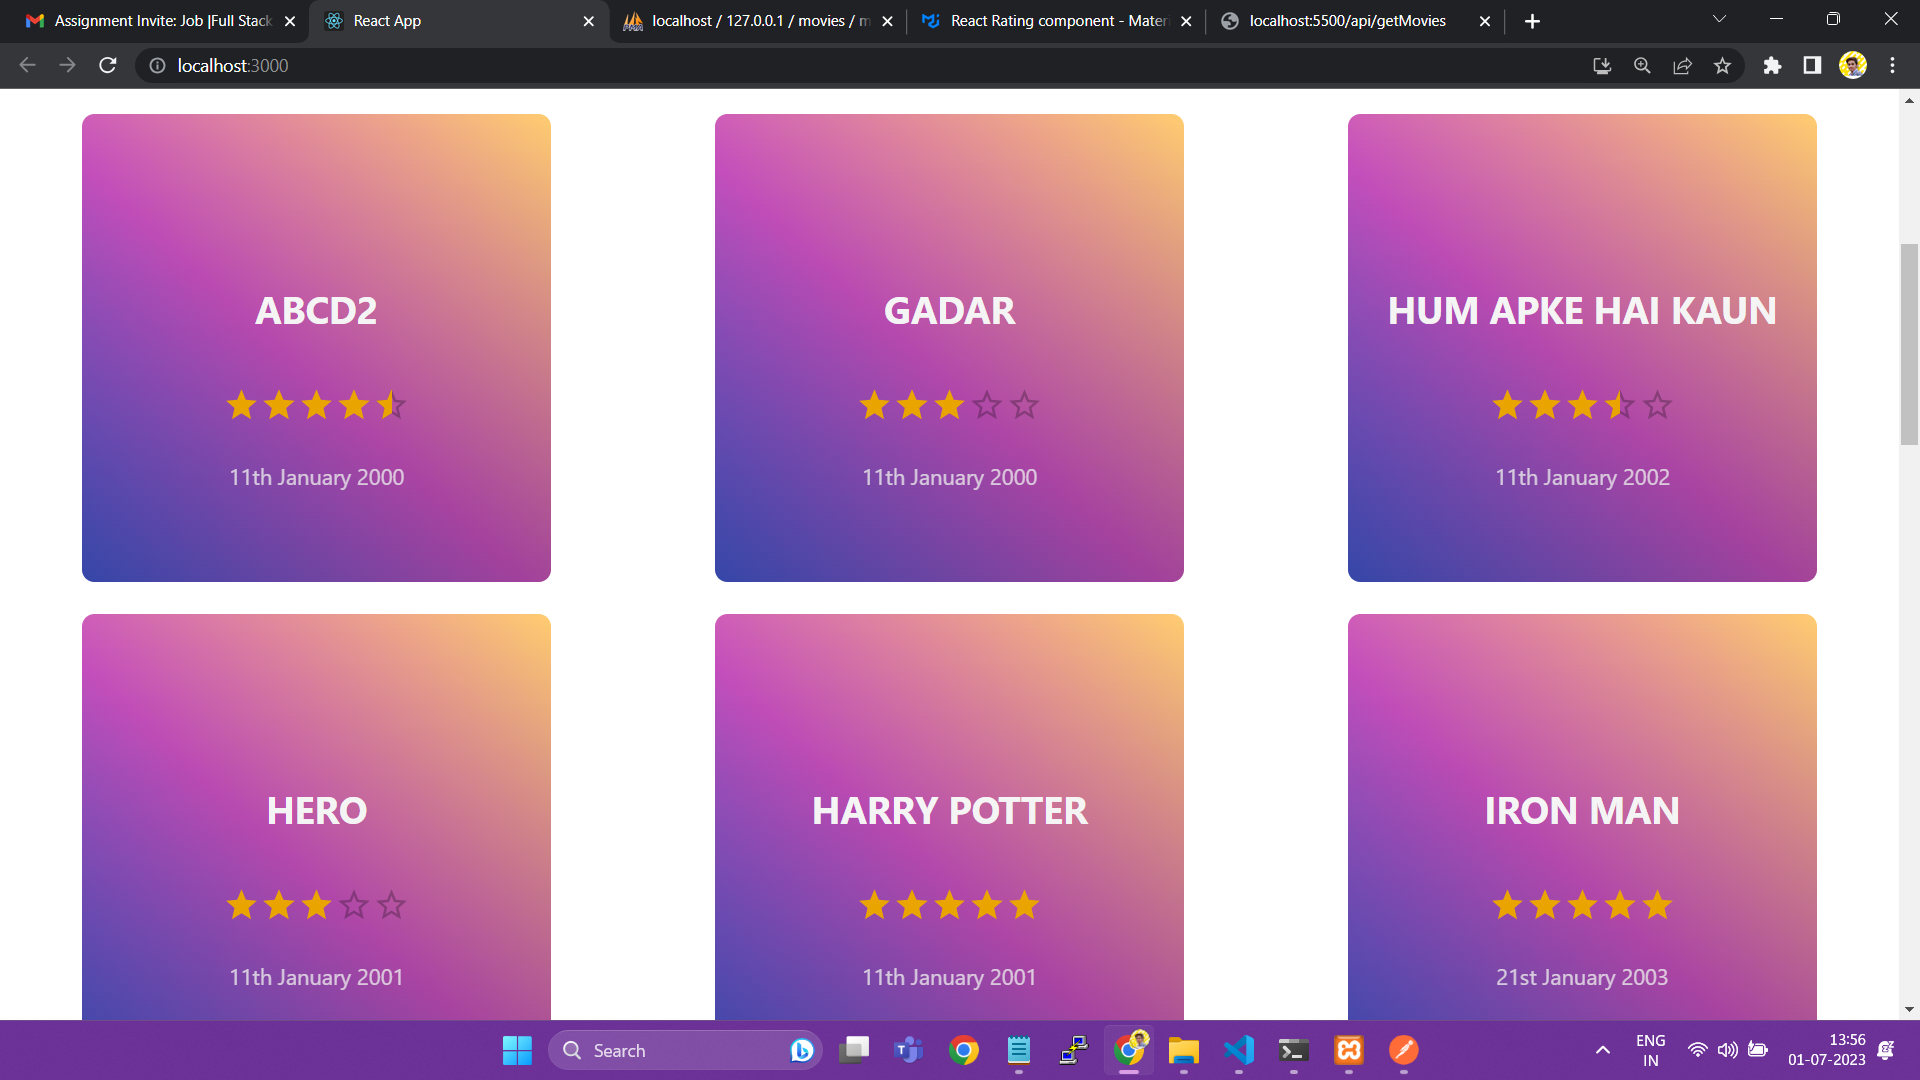 Assignment Invite: Job |Full Stack
React App
localhost / 127.0.0.1 / movies / m
React Rating component - Materi
localhost:5500/api/getMovies
localhost:3000
ABCD2
GADAR
HUM APKE HAI KAUN
11th January 2000
11th January 2000
11th January 2002
HERO
HARRY POTTER
IRON MAN
11th January 2001
11th January 2001
21st January 2003
Search
ENG
IN
13:56
01-07-2023